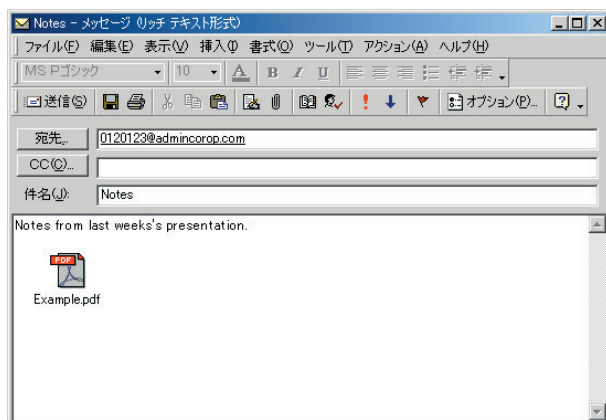 Notes - メッセージ (リッチ テキスト形式)
ファイル(F) 編集(E) 表示(V) 挿入(I) 書式(O) ツール(T) アクション(A) ヘルプ(H)
MS Pゴシック 10 A B I U
送信(S) オプション(P)...
宛先... 0120123@admincorop.com
CC(C)...
件名(J): Notes
Notes from last weeks's presentation.
PDF
Example.pdf